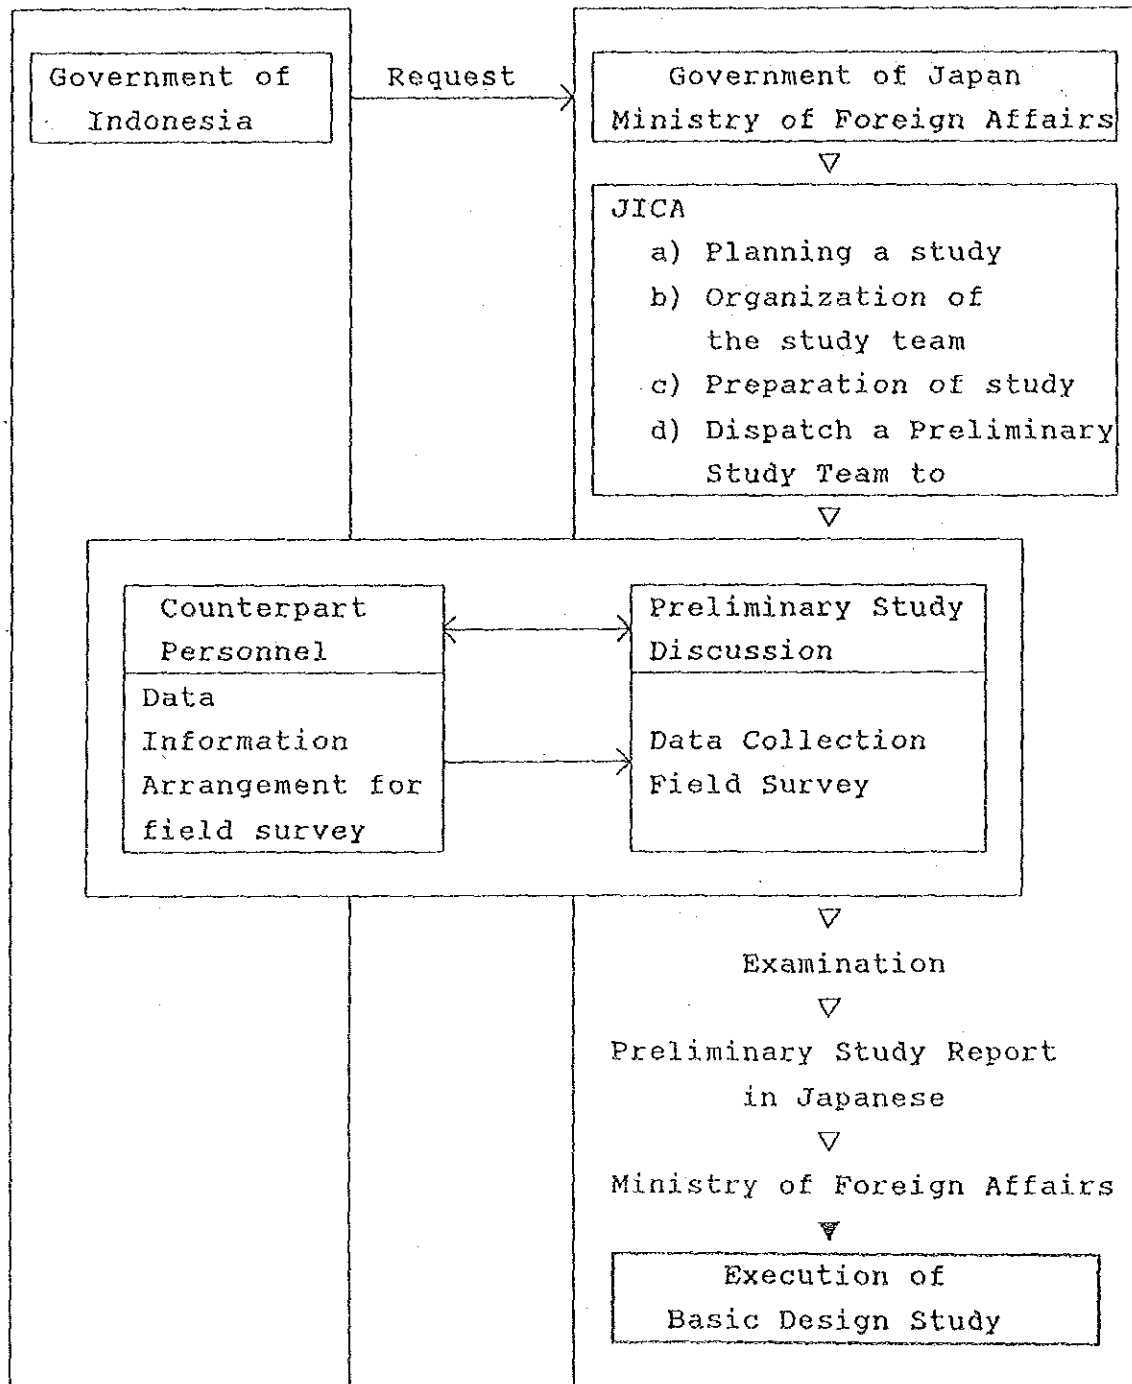 Government of
Indonesia
Request
Government of Japan
Ministry of Foreign Affairs
JICA
a) Planning a study
b) Organization of
the study team
c) Preparation of study
d) Dispatch a Preliminary
Study Team to
Counterpart
Personnel
Data
Information
Arrangement for
field survey
Preliminary Study
Discussion
Data Collection
Field Survey
Examination
Preliminary Study Report
in Japanese
Ministry of Foreign Affairs
Execution of
Basic Design Study